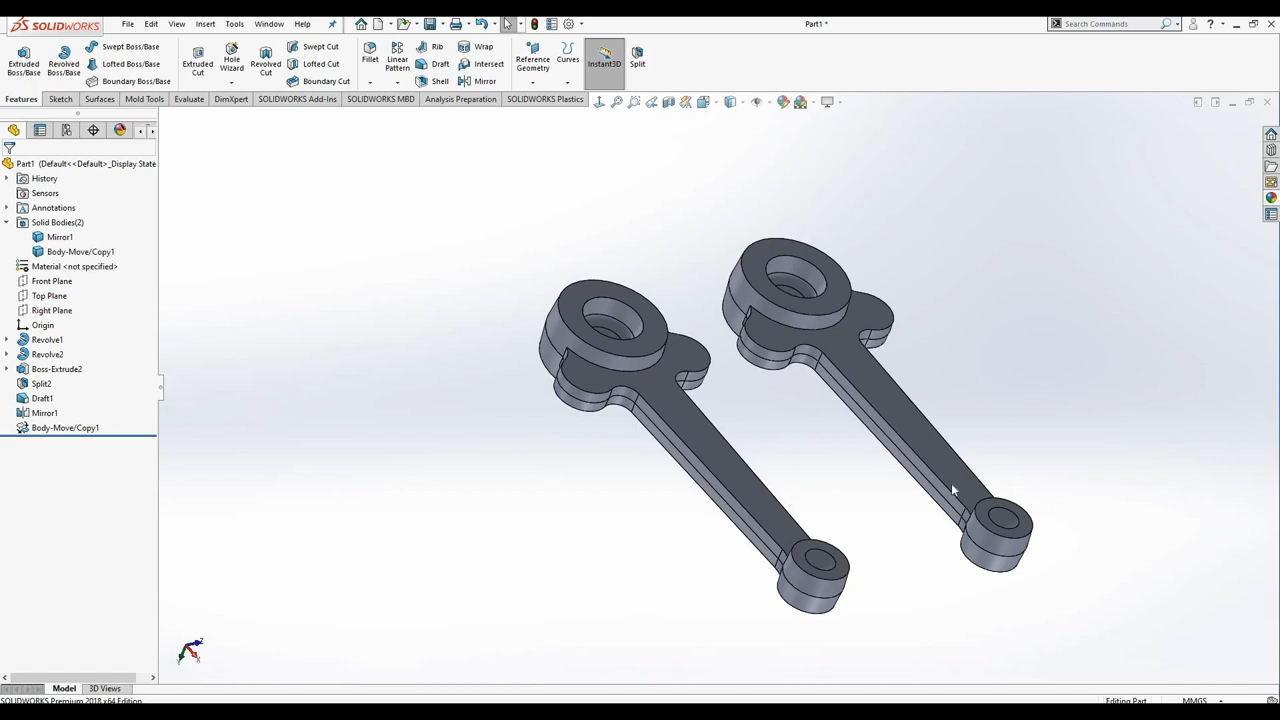 SOLIDWORKS File Edit View Insert Tools Window Help Part1 * Search Commands
Extruded Boss/Base
Revolved Boss/Base
Swept Boss/Base
Lofted Boss/Base
Boundary Boss/Base
Extruded Cut
Hole Wizard
Revolved Cut
Swept Cut
Lofted Cut
Boundary Cut
Fillet
Linear Pattern
Rib
Draft
Shell
Wrap
Intersect
Mirror
Reference Geometry
Curves
Instant3D
Split
Features Sketch Surfaces Mold Tools Evaluate DimXpert SOLIDWORKS Add-Ins SOLIDWORKS MBD Analysis Preparation SOLIDWORKS Plastics
Part1 (Default<<Default>_Display State
History
Sensors
Annotations
Solid Bodies(2)
Mirror1
Body-Move/Copy1
Material <not specified>
Front Plane
Top Plane
Right Plane
Origin
Revolve1
Revolve2
Boss-Extrude2
Split2
Draft1
Mirror1
Body-Move/Copy1
Z
Y X
Model 3D Views
SOLIDWORKS Premium 2018 x64 Edition Editing Part MMGS